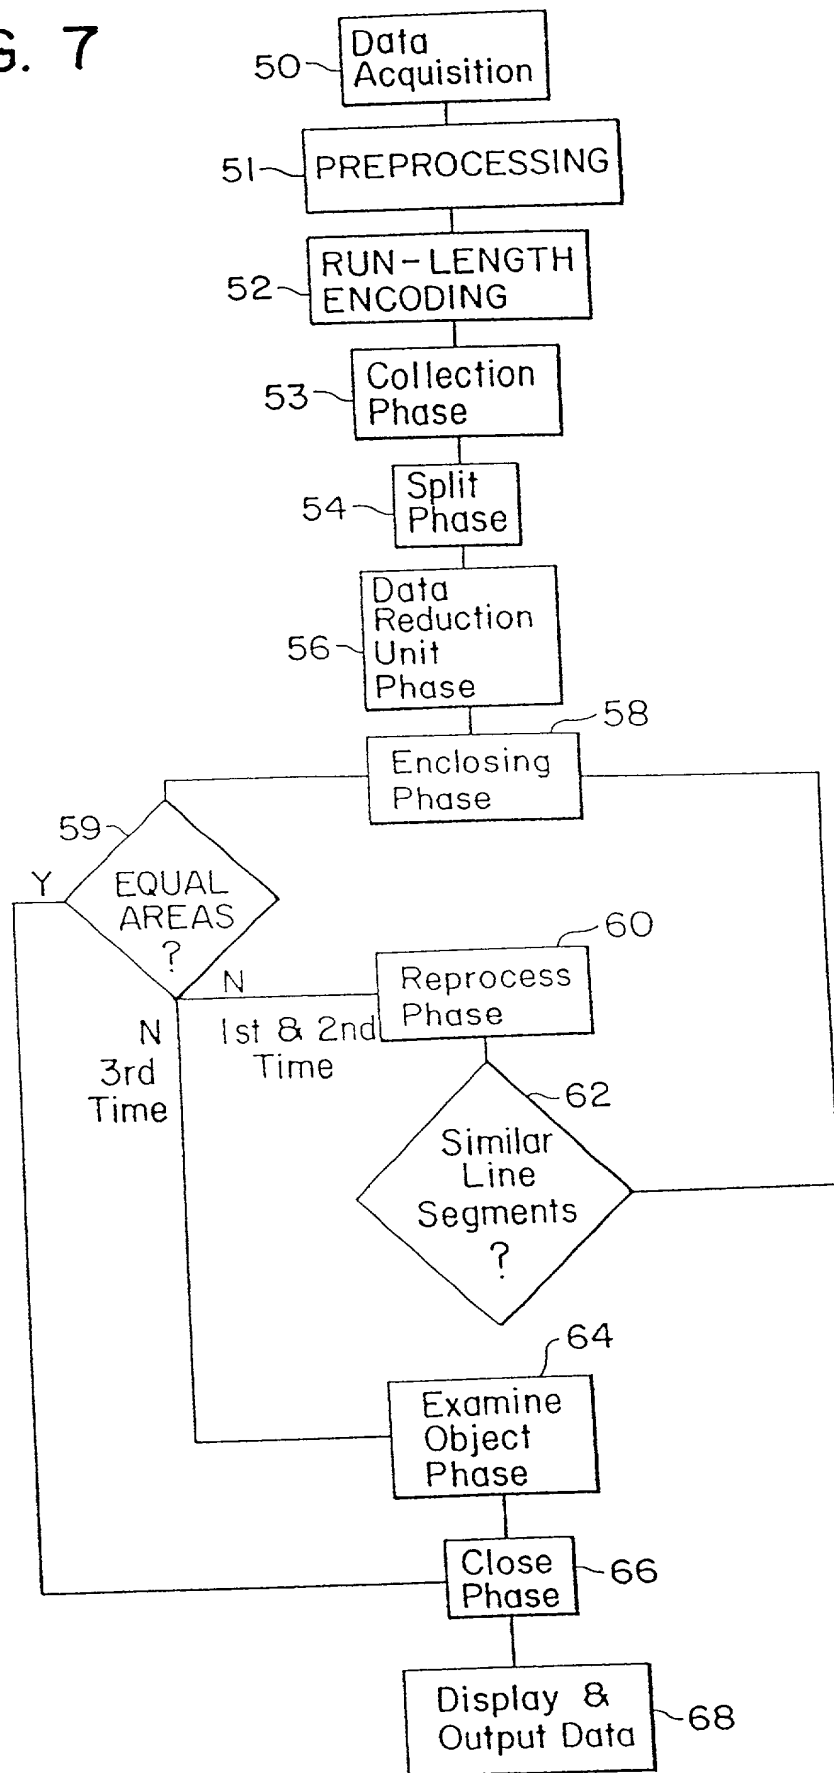 G. 7
50
Data
Acquisition
51
PREPROCESSING
52
RUN-LENGTH
ENCODING
53
Collection
Phase
54
Split
Phase
56
Data
Reduction
Unit
Phase
58
Enclosing
Phase
59
Y
EQUAL
AREAS
?
N
1st & 2nd
Time
N
3rd
Time
60
Reprocess
Phase
62
Similar
Line
Segments
?
64
Examine
Object
Phase
66
Close
Phase
68
Display &
Output Data